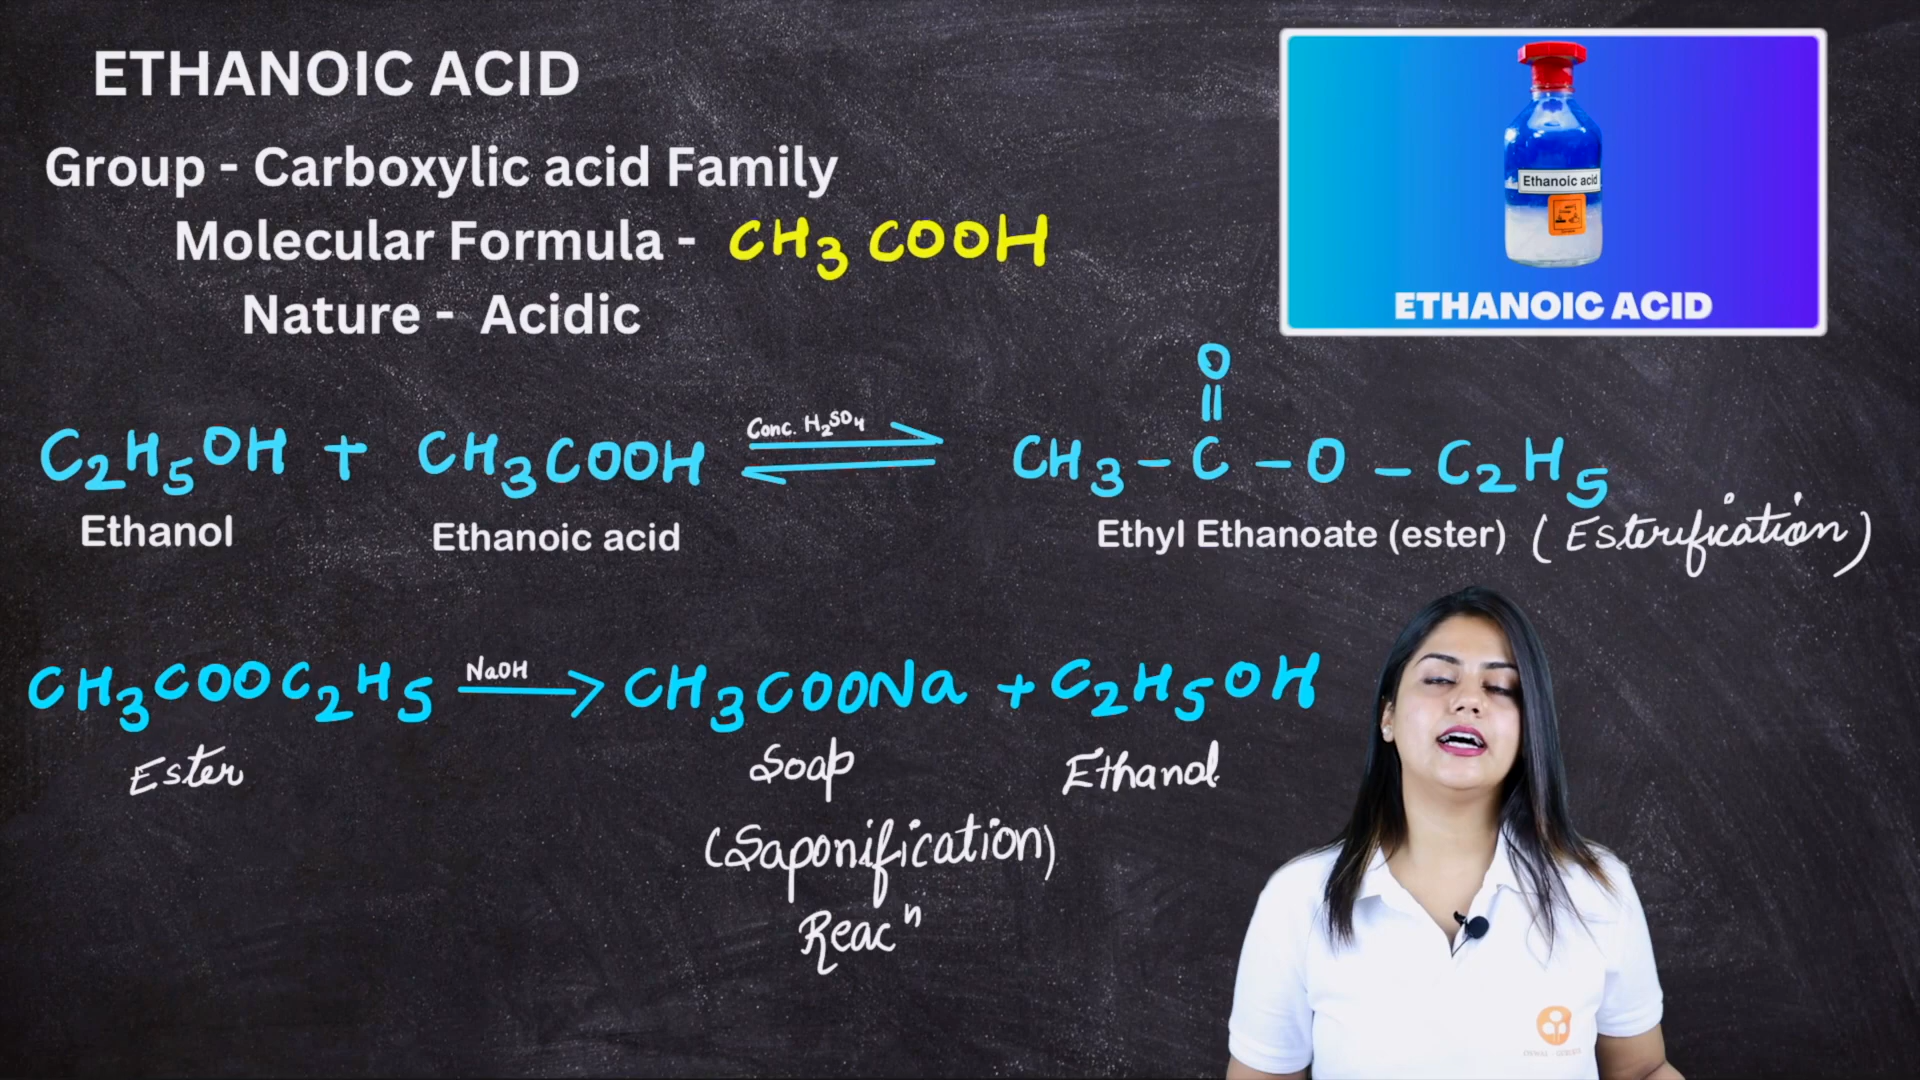 ETHANOIC ACID
Group - Carboxylic acid Family
Molecular Formula - CH3 COOH
Nature - Acidic
Ethanoic acid
ETHANOIC ACID
C2H5OH + CH3COOH ⇌ Conc. H2SO4 CH3 - C - O - C2H5
O
||
Ethanol
Ethanoic acid
Ethyl Ethanoate (ester) (Esterification)
CH3COOC2H5 NaOH → CH3COONa + C2H5OH
Ester
Soap
Ethanol
(Saponification)
Reacn